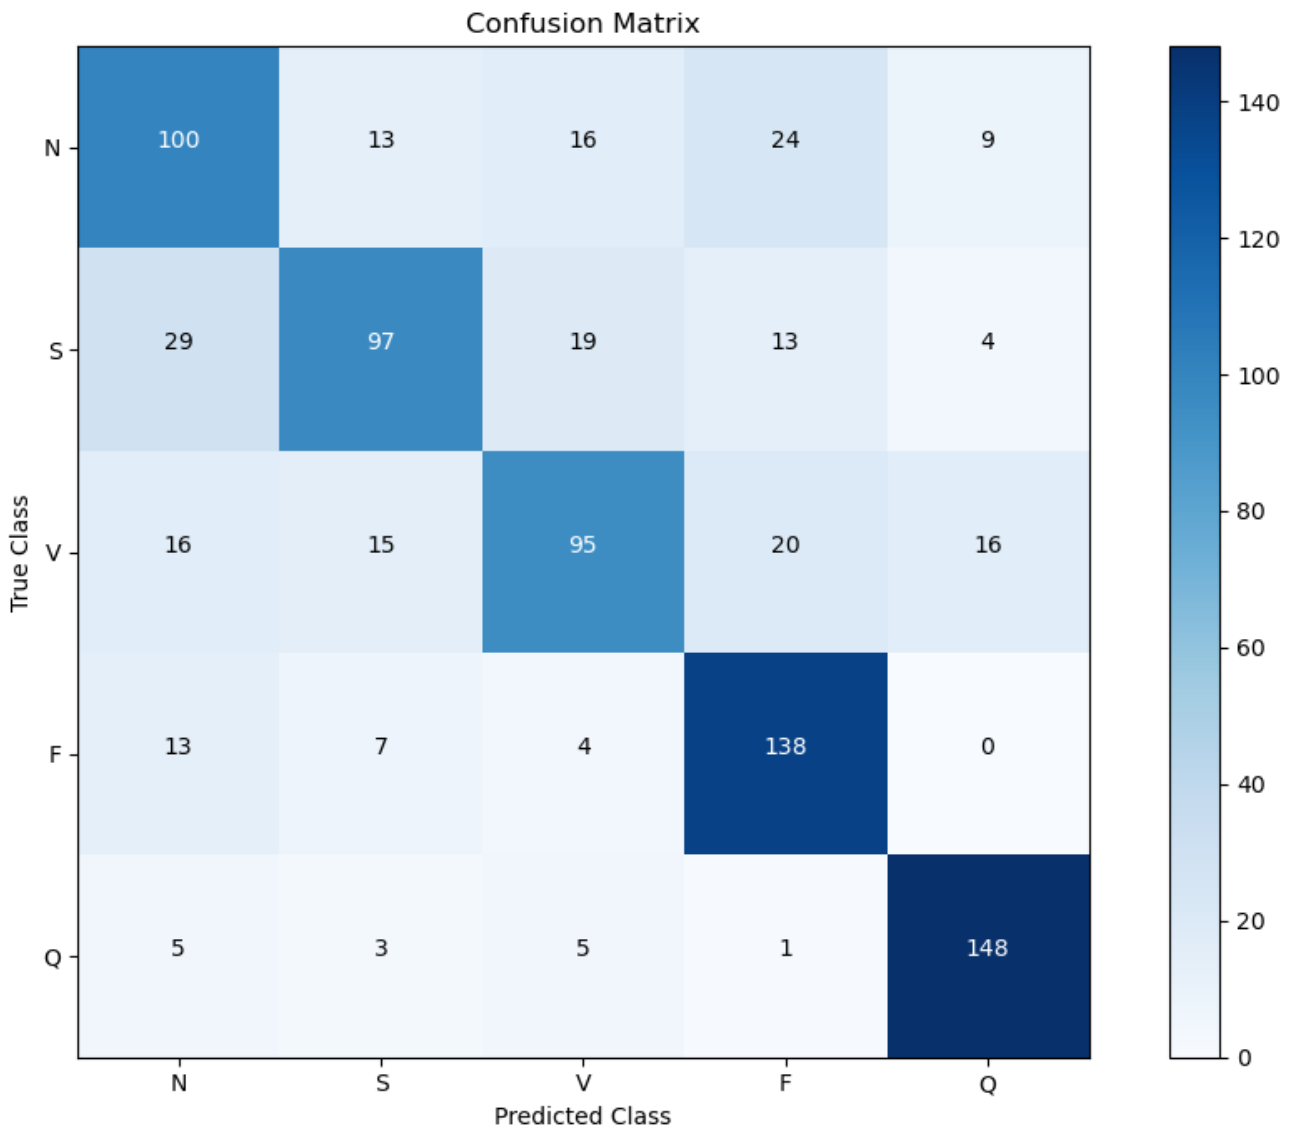 Confusion Matrix
N 100 13 16 24 9
S 29 97 19 13 4
V 16 15 95 20 16
F 13 7 4 138 0
Q 5 3 5 1 148
N S V F Q
Predicted Class
True Class
140
120
100
80
60
40
20
0